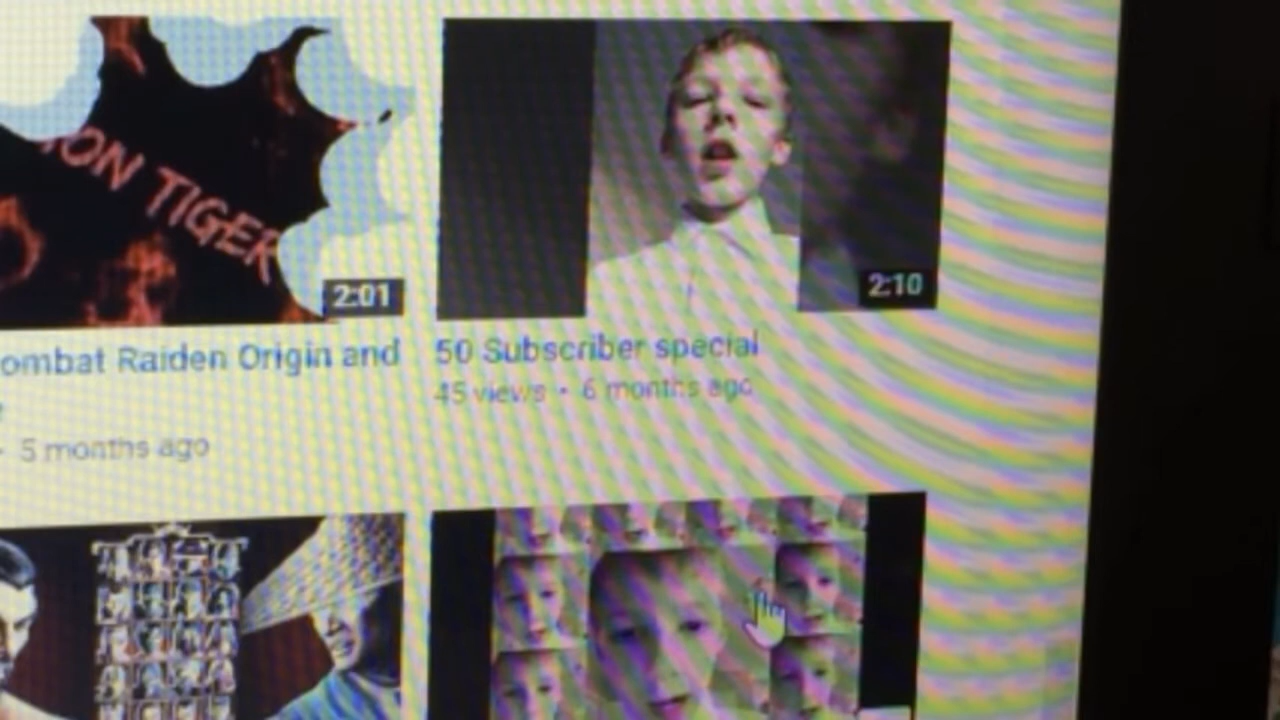 ON TIGER
2:01
2:10
ombat Raiden Origin and
50 Subscriber special
45 views • 6 months ago
• 5 months ago